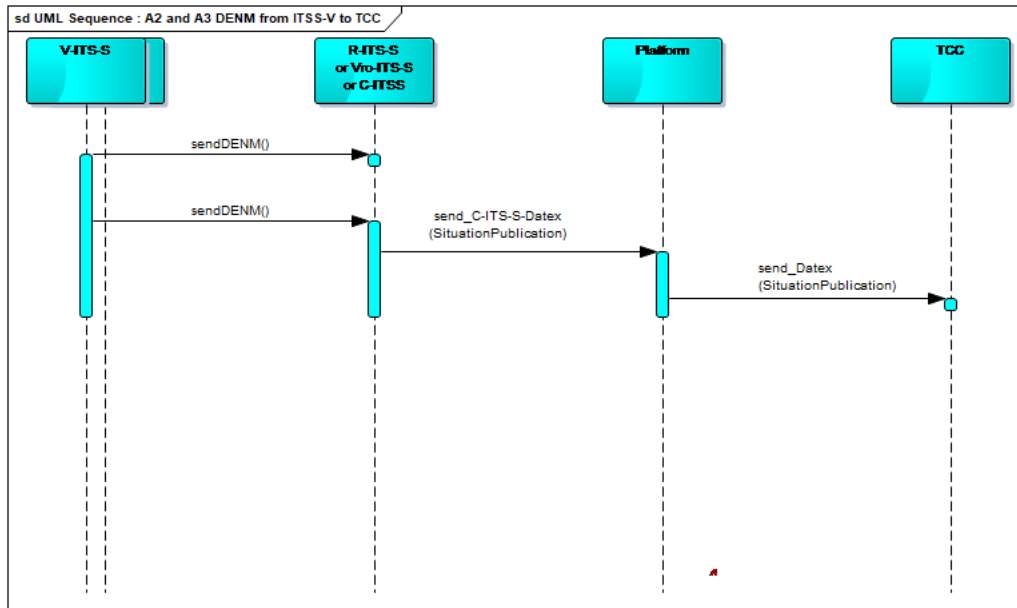 sd UML Sequence : A2 and A3 DENM from ITSS-V to TCC
V-ITS-S
R-ITS-S
or Vro-ITS-S
or C-ITSS
Platform
TCC
sendDENM()
sendDENM()
send_C-ITS-S-Datex
(SituationPublication)
send_Datex
(SituationPublication)